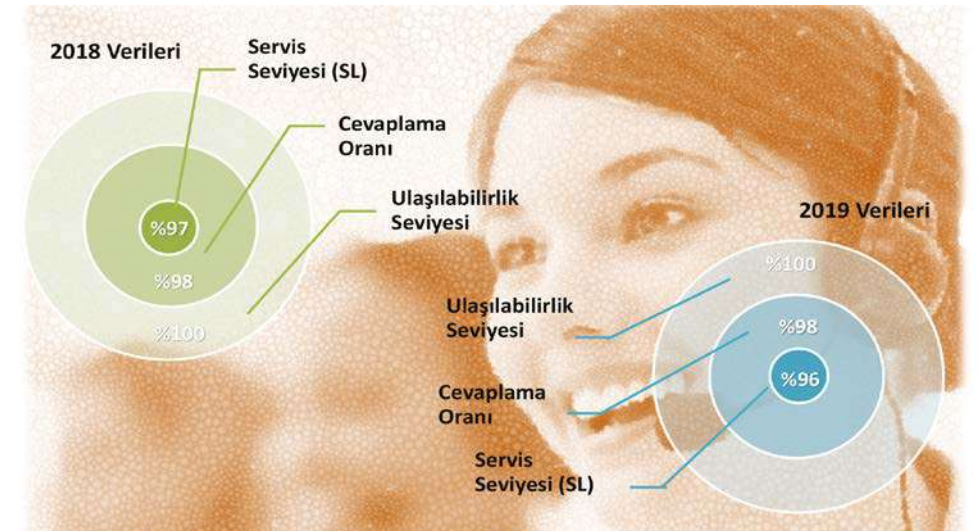 2018 Verileri
Servis
Seviyesi (SL)
Cevaplama
Oranı
Ulaşılabilirlik
Seviyesi
%97
%98
%100
2019 Verileri
%100
Ulaşılabilirlik
Seviyesi
%98
%96
Cevaplama
Oranı
Servis
Seviyesi (SL)